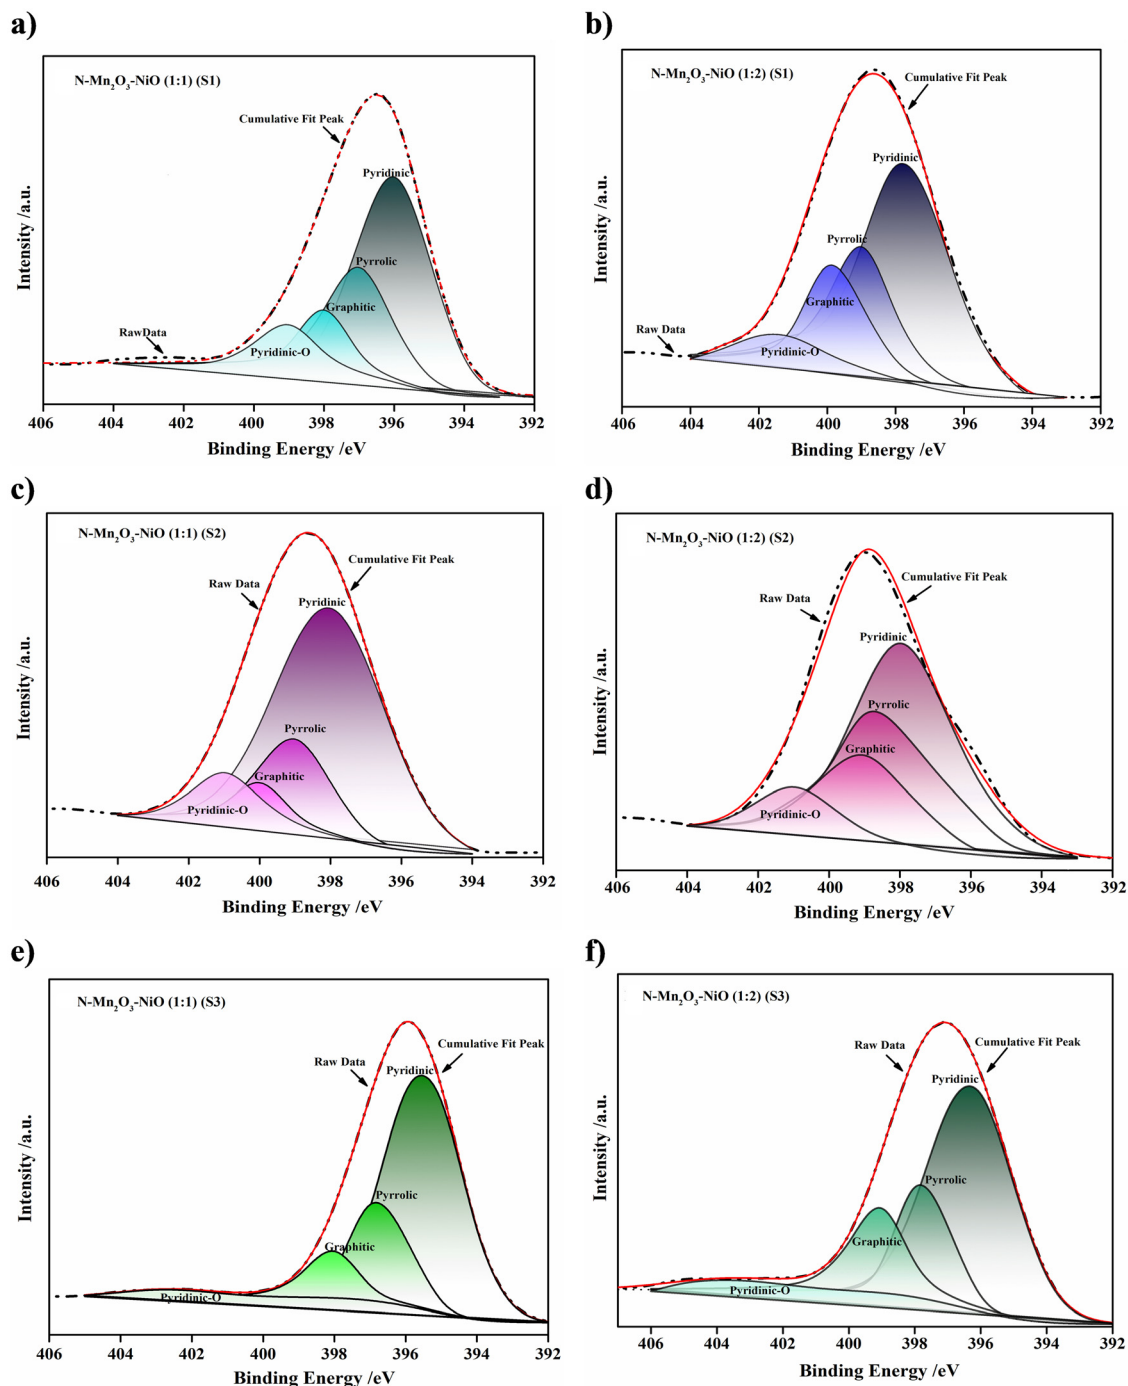 a)
N-Mn₂O₃-NiO (1:1) (S1)
Cumulative Fit Peak
Pyridinic
Pyrrolic
Graphitic
RawData
Pyridinic-O
Intensity /a.u.
406 404 402 400 398 396 394 392
Binding Energy /eV
b)
N-Mn₂O₃-NiO (1:2) (S1)
Cumulative Fit Peak
Pyridinic
Pyrrolic
Graphitic
Raw Data
Pyridinic-O
Intensity /a.u.
406 404 402 400 398 396 394 392
Binding Energy /eV
c)
N-Mn₂O₃-NiO (1:1) (S2)
Cumulative Fit Peak
Raw Data
Pyridinic
Pyrrolic
Graphitic
Pyridinic-O
Intensity /a.u.
406 404 402 400 398 396 394 392
Binding Energy /eV
d)
N-Mn₂O₃-NiO (1:2) (S2)
Cumulative Fit Peak
Raw Data
Pyridinic
Pyrrolic
Graphitic
Pyridinic-O
Intensity /a.u.
406 404 402 400 398 396 394 392
Binding Energy /eV
e)
N-Mn₂O₃-NiO (1:1) (S3)
Cumulative Fit Peak
Raw Data
Pyridinic
Pyrrolic
Graphitic
Pyridinic-O
Intensity /a.u.
406 404 402 400 398 396 394 392
Binding Energy /eV
f)
N-Mn₂O₃-NiO (1:2) (S3)
Cumulative Fit Peak
Raw Data
Pyridinic
Pyrrolic
Graphitic
Pyridinic-O
Intensity /a.u.
406 404 402 400 398 396 394 392
Binding Energy /eV